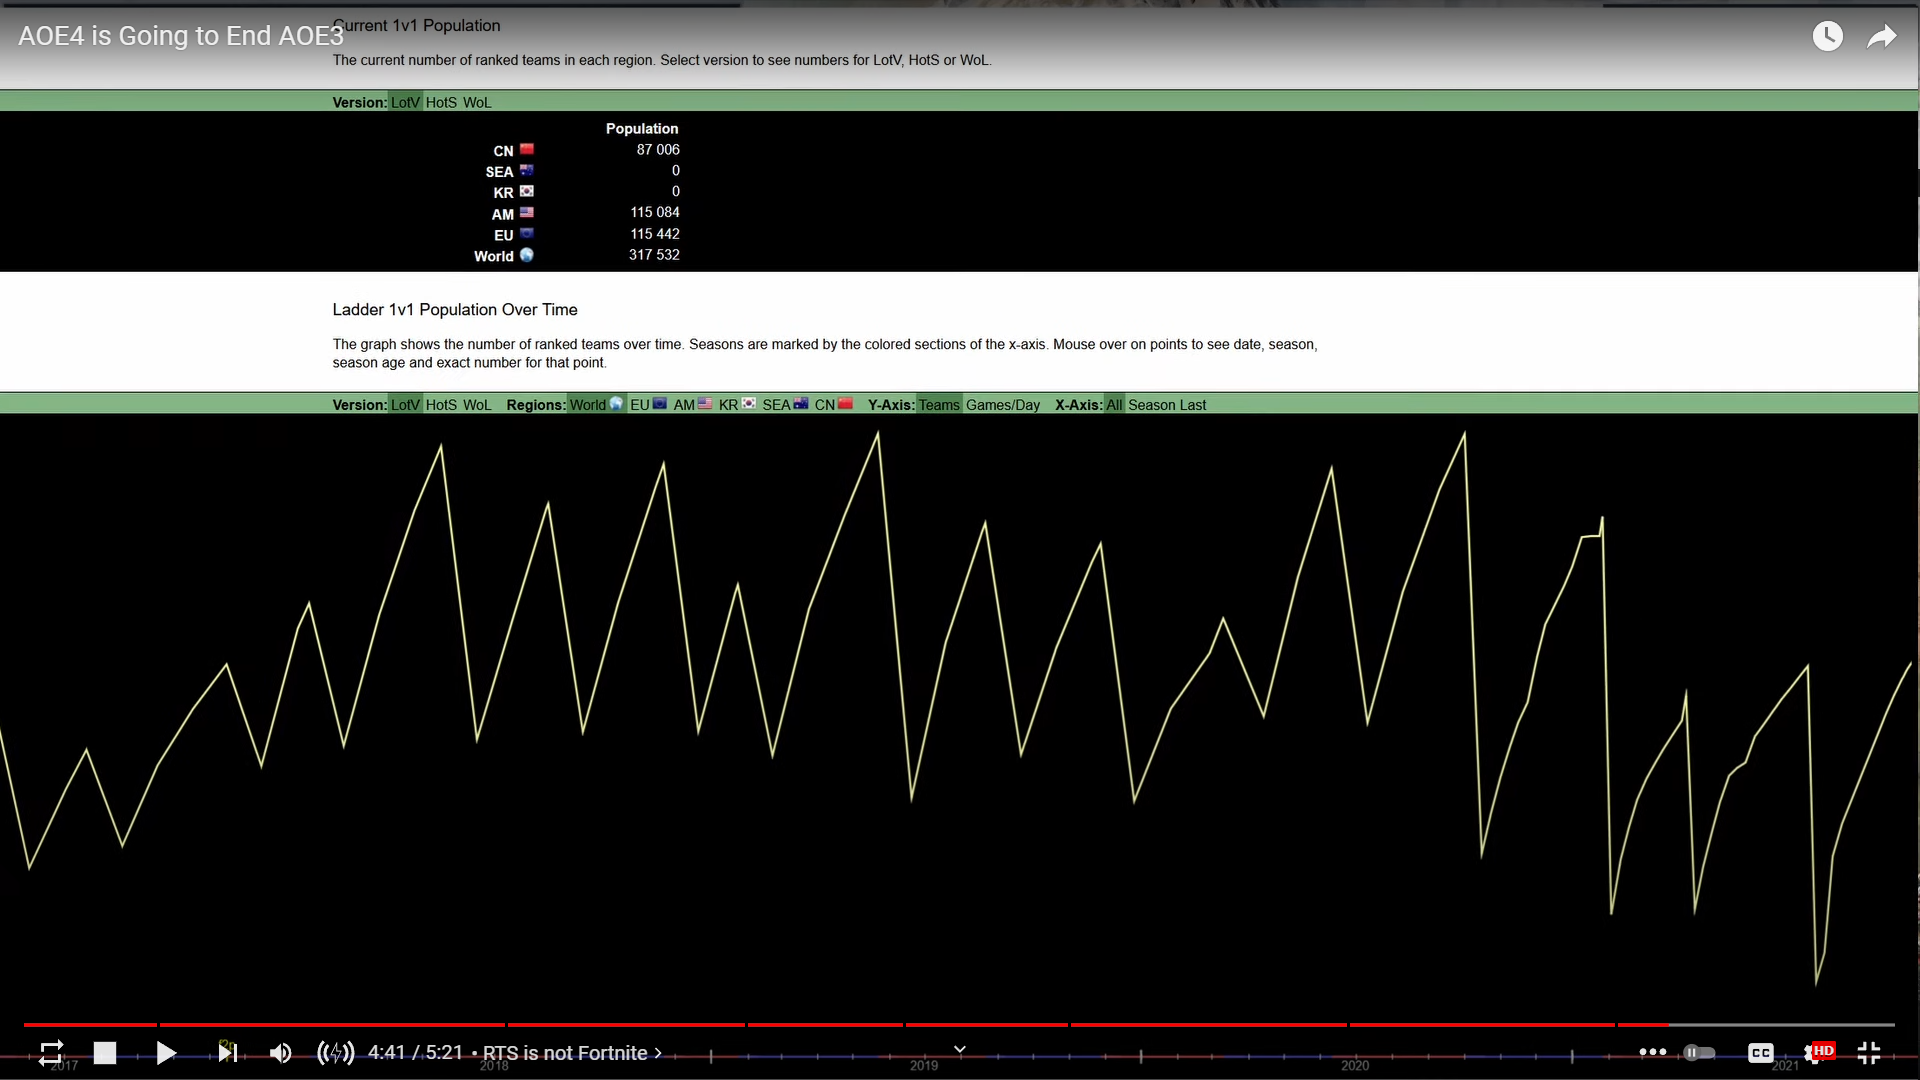 Current 1v1 Population
AOE4 is Going to End AOE3
The current number of ranked teams in each region. Select version to see numbers for LotV, HotS or WoL.
Version: LotV HotS WoL
Population
CN 87 006
SEA 0
KR 0
AM 115 084
EU 115 442
World 317 532
Ladder 1v1 Population Over Time
The graph shows the number of ranked teams over time. Seasons are marked by the colored sections of the x-axis. Mouse over on points to see date, season,
season age and exact number for that point.
Version: LotV HotS WoL Regions: World EU AM KR SEA CN Y-Axis: Teams Games/Day X-Axis: All Season Last
f2p
4:41 / 5:21 • RTS is not Fortnite >
CC
HD
2017 2018 2019 2020 2021